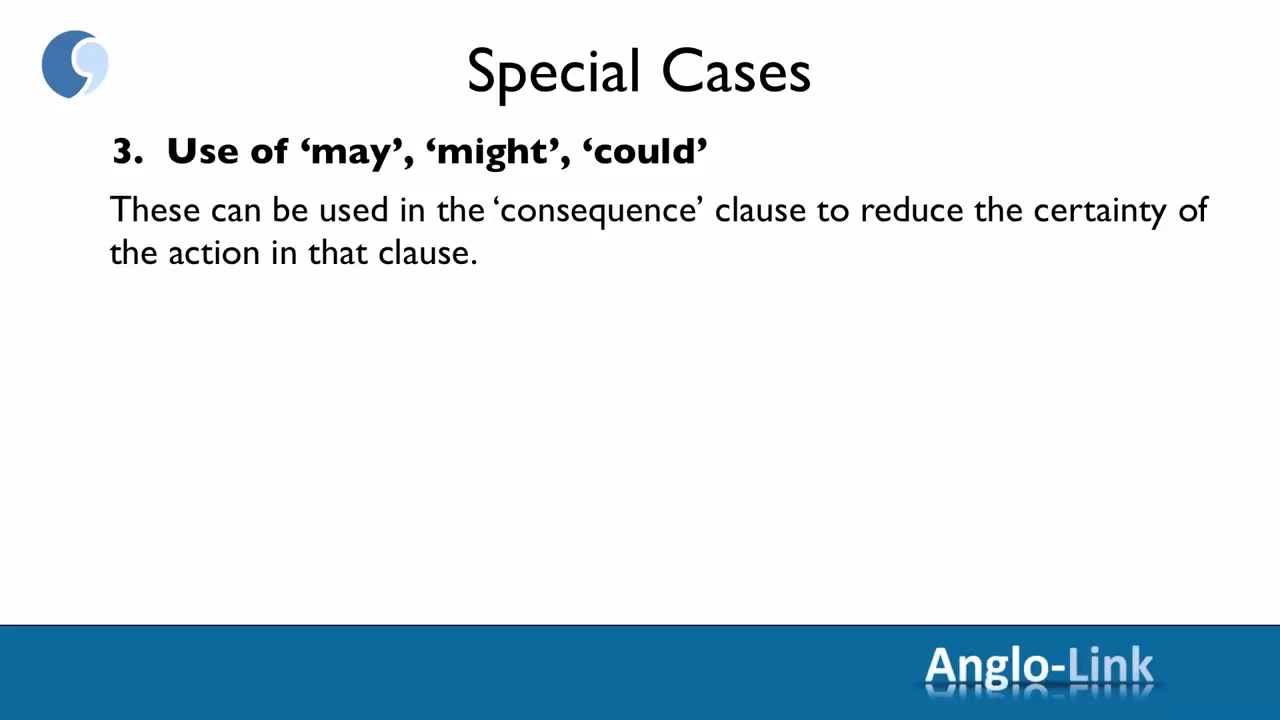 Special Cases
3. Use of ‘may’, ‘might’, ‘could’
These can be used in the ‘consequence’ clause to reduce the certainty of
the action in that clause.
Anglo-Link